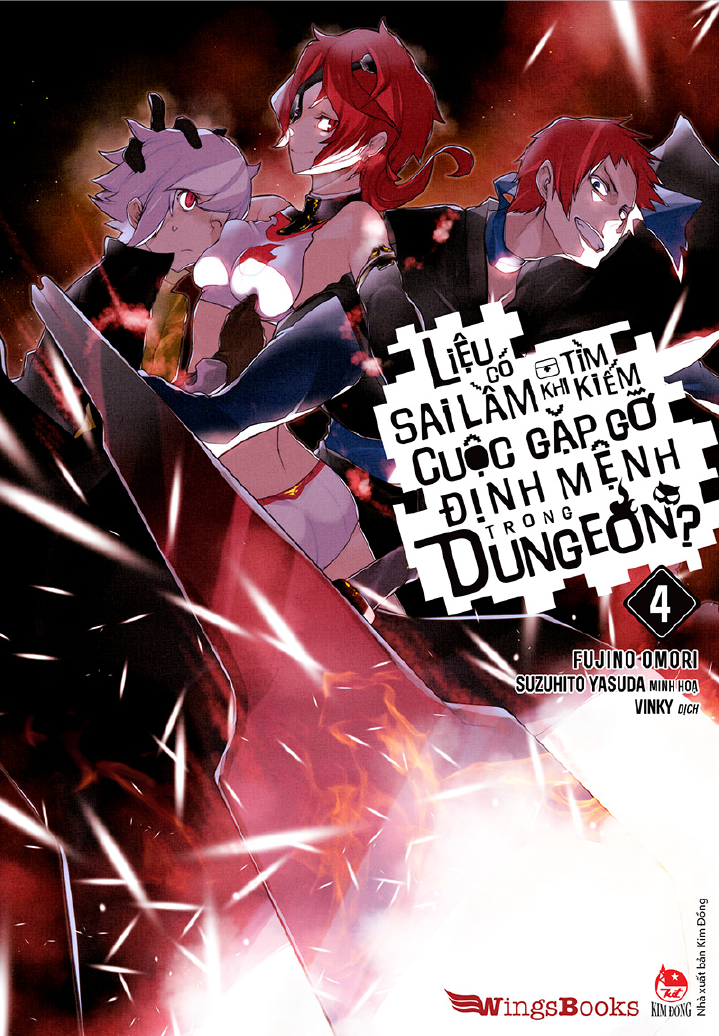 LIỆU CÓ
SAI LẦM KHI TÌM KIẾM
CUỘC GẶP GỠ
ĐỊNH MỆNH
TRONG
DUNGEON?
4
FUJINO OMORI
SUZUHITO YASUDA MINH HOẠ
VINKY DỊCH
WingsBooks
KIM ĐỒNG
Nhà xuất bản Kim Đồng